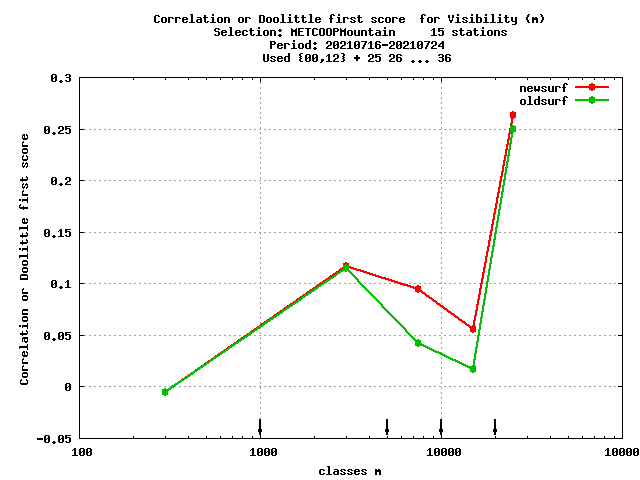 Correlation or Doolittle first score  for Visibility (m)
Selection: METCOOPMountain     15 stations
Period: 20210716-20210724
Used {00,12} + 25 26 ... 36
newsurf
oldsurf
0.3
0.25
0.2
0.15
0.1
0.05
0
-0.05
Correlation or Doolittle first score
100
1000
10000
10000
classes m